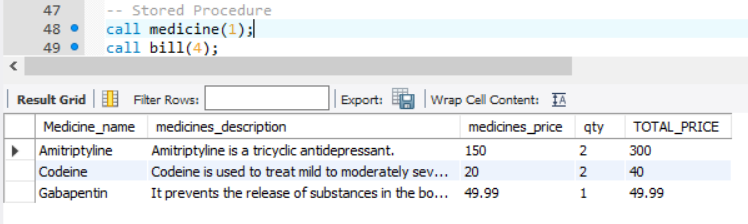 47 -- Stored Procedure
48 call medicine(1);
49 call bill(4);
Result Grid Filter Rows: Export: Wrap Cell Content: IA
Medicine_name medicines_description medicines_price qty TOTAL_PRICE
Amitriptyline Amitriptyline is a tricyclic antidepressant. 150 2 300
Codeine Codeine is used to treat mild to moderately sev... 20 2 40
Gabapentin It prevents the release of substances in the bo... 49.99 1 49.99